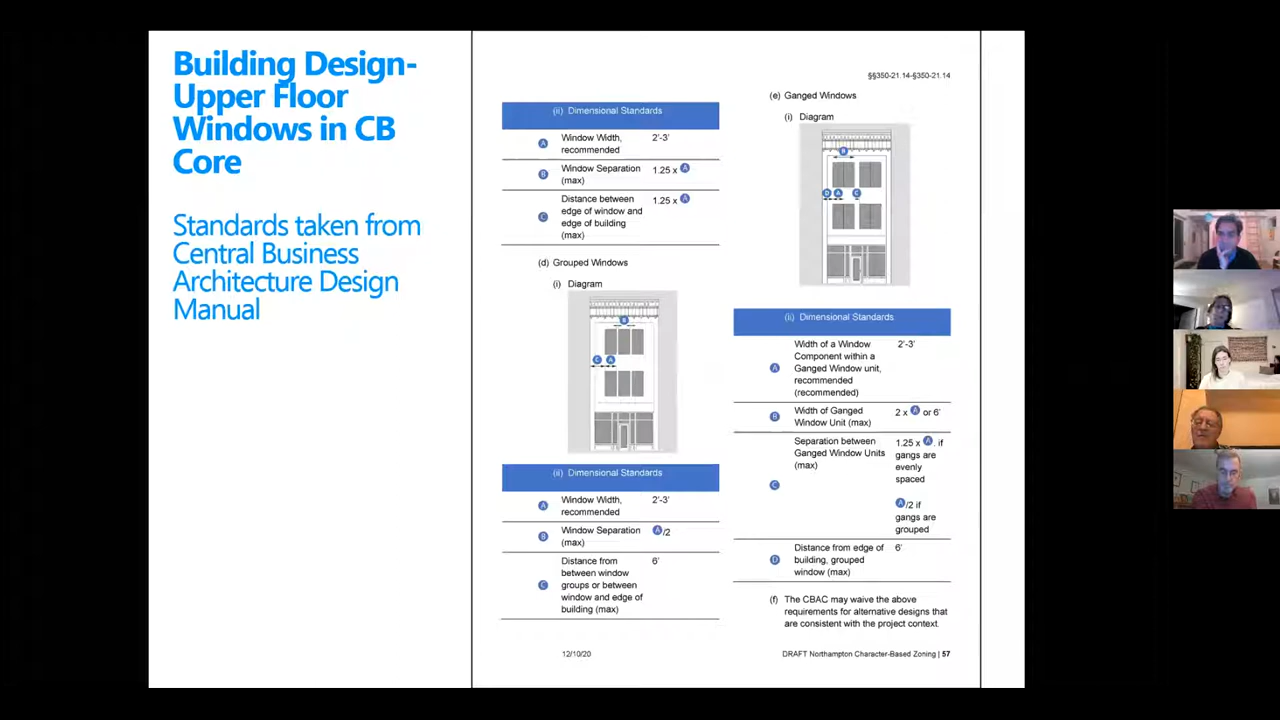 Building Design-
Upper Floor
Windows in CB
Core
Standards taken from
Central Business
Architecture Design
Manual
(ii) Dimensional Standards
A Window Width, 2'-3'
recommended
B Window Separation 1.25 x A
(max)
C Distance between 1.25 x A
edge of window and
edge of building
(max)
(d) Grouped Windows
(i) Diagram
B
C A
(ii) Dimensional Standards
A Window Width, 2'-3'
recommended
B Window Separation A/2
(max)
C Distance from 6'
between window
groups or between
window and edge of
building (max)
12/10/20
§§350-21.14-§350-21.14
(e) Ganged Windows
(i) Diagram
B
D A C
(ii) Dimensional Standards
A Width of a Window 2'-3'
Component within a
Ganged Window unit,
recommended
(recommended)
B Width of Ganged 2 x A or 6'
Window Unit (max)
C Separation between 1.25 x A. if
Ganged Window Units gangs are
(max) evenly
spaced
A/2 if
gangs are
grouped
D Distance from edge of 6'
building, grouped
window (max)
(f) The CBAC may waive the above
requirements for alternative designs that
are consistent with the project context.
DRAFT Northampton Character-Based Zoning | 57